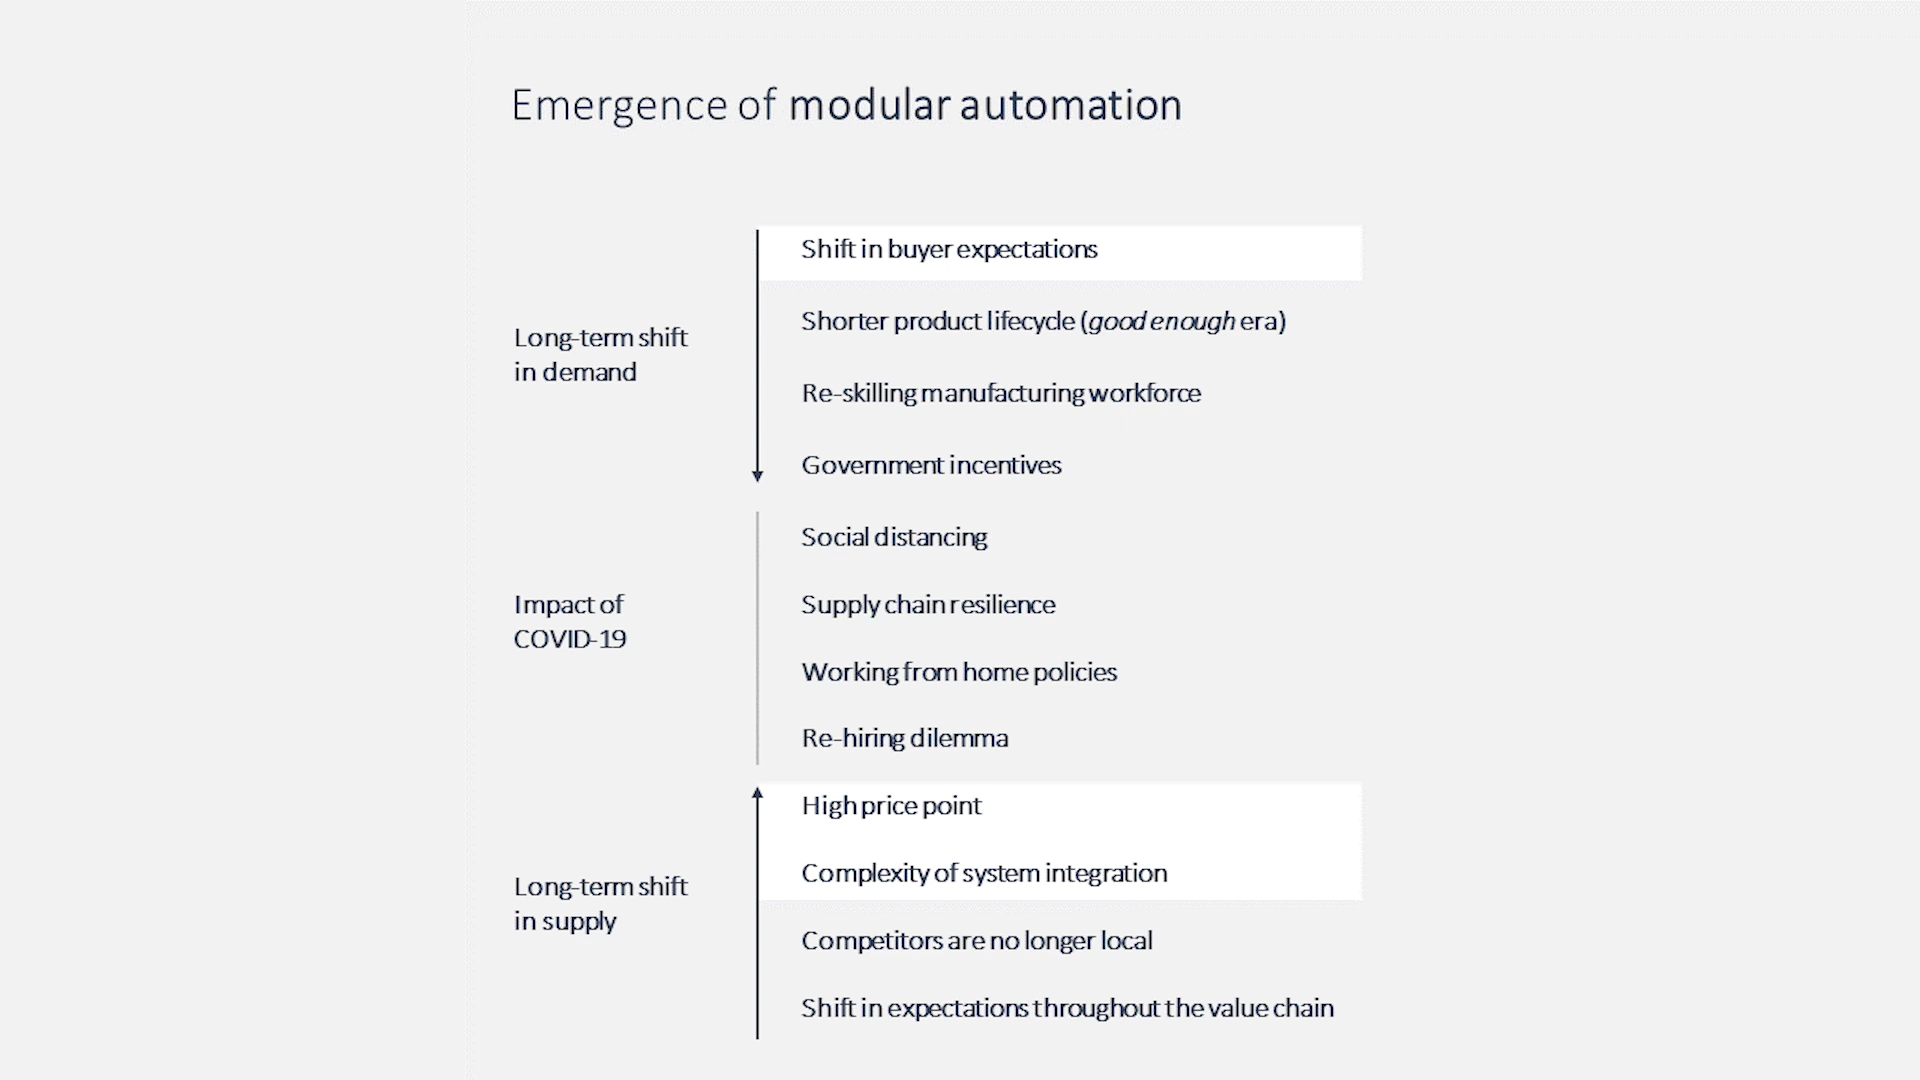 Emergence of modular automation
Long-term shift
in demand
Shift in buyer expectations
Shorter product lifecycle (good enough era)
Re-skilling manufacturing workforce
Government incentives
Impact of
COVID-19
Social distancing
Supply chain resilience
Working from home policies
Re-hiring dilemma
Long-term shift
in supply
High price point
Complexity of system integration
Competitors are no longer local
Shift in expectations throughout the value chain